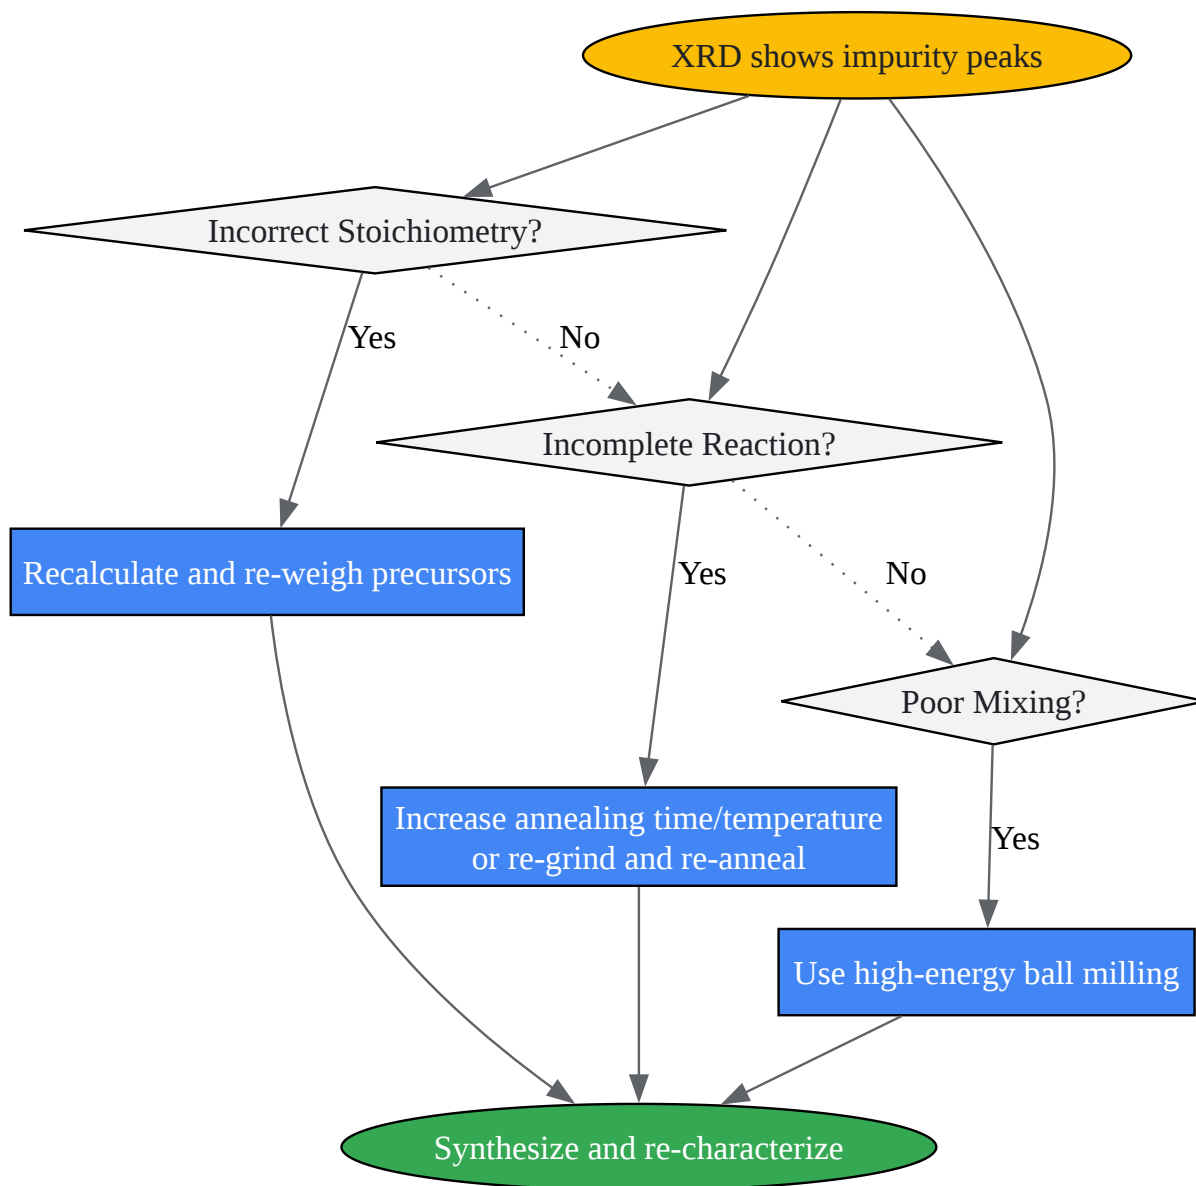 XRD shows impurity peaks
Incorrect Stoichiometry?
Yes
No
Incomplete Reaction?
Recalculate and re-weigh precursors
Yes
No
Poor Mixing?
Increase annealing time/temperature
or re-grind and re-anneal
Yes
Use high-energy ball milling
Synthesize and re-characterize